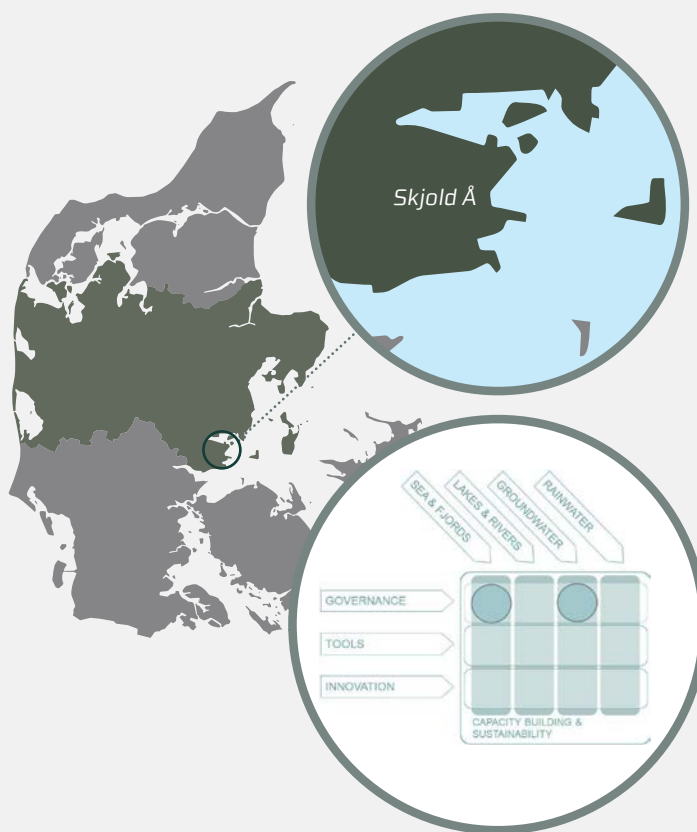 Skjold Å
SEA & FJORDS
LAKES & RIVERS
GROUNDWATER
RAINWATER
GOVERNANCE
TOOLS
INNOVATION
CAPACITY BUILDING &
SUSTAINABILITY